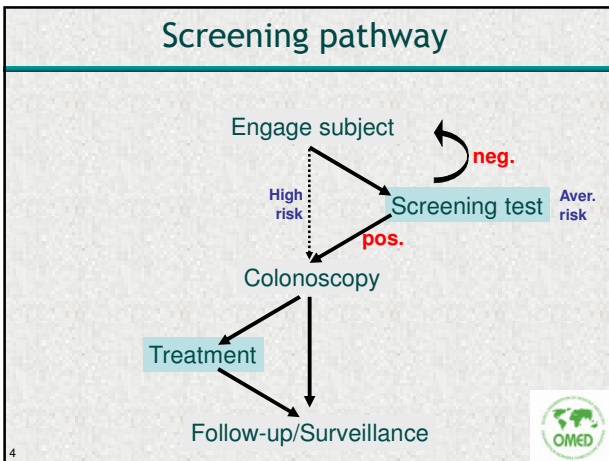 Screening pathway
Engage subject
neg.
High
risk
Screening test
Aver.
risk
pos.
Colonoscopy
Treatment
Follow-up/Surveillance
OMED
4